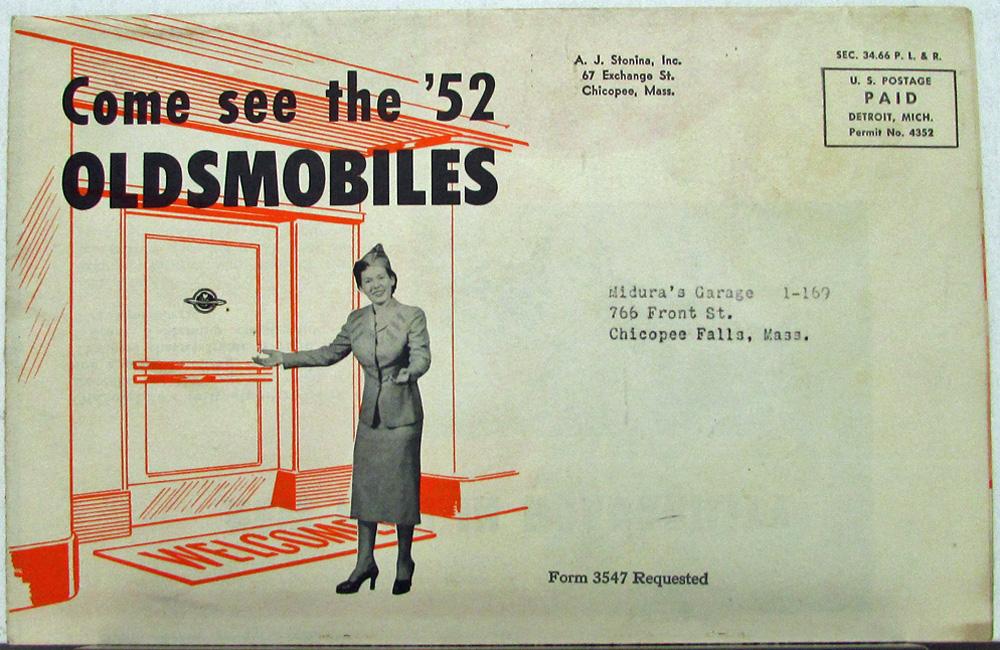 Come see the '52
OLDSMOBILES
A. J. Stonina, Inc.
67 Exchange St.
Chicopee, Mass.
SEC. 34.66 P. L. & R.
U. S. POSTAGE
PAID
DETROIT, MICH.
Permit No. 4352
Midura's Garage 1-169
766 Front St.
Chicopee Falls, Mass.
WELCOME
Form 3547 Requested